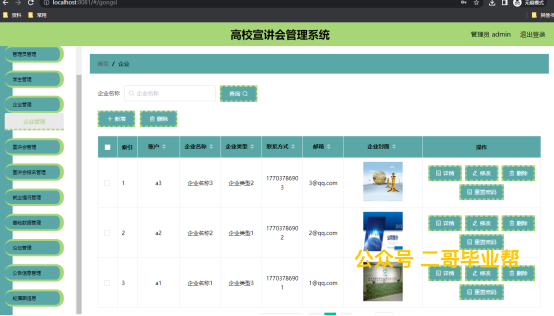 localhost:8081/#/gongsi
无痕模式
资料 常用
高校宣讲会管理系统
管理员 admin 退出登录
管理员管理
学生管理
企业管理
企业管理
宣讲会管理
宣讲会报名管理
基础数据管理
论坛管理
公告信息管理
轮播图信息
首页 / 企业
企业名称 企业名称 查询
+ 新增 删除
索引 账户 企业名称 企业类型 联系方式 邮箱 企业封面 操作
1 a3 企业名称3 企业类型2 17703786903 3@qq.com 详情 修改 删除 重置密码
2 a2 企业名称2 企业类型1 17703786902 2@qq.com 详情 修改 删除 重置密码
公众号 二哥毕业帮
3 a1 企业名称1 企业类型3 17703786901 1@qq.com 详情 修改 删除 重置密码